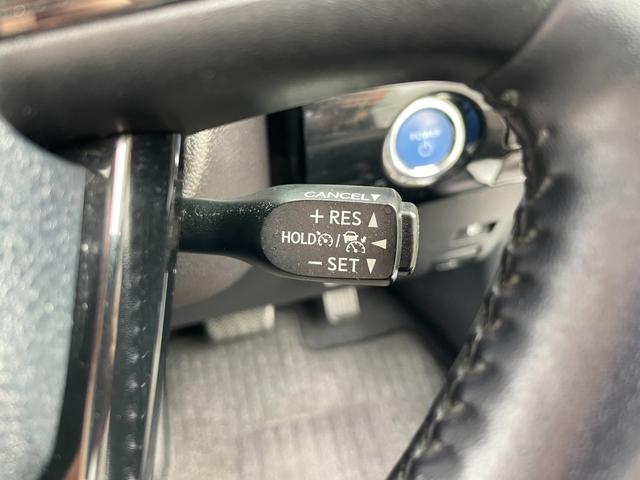 POWER
CANCEL▼
+ RES ▲
HOLD / ◀
− SET ▼